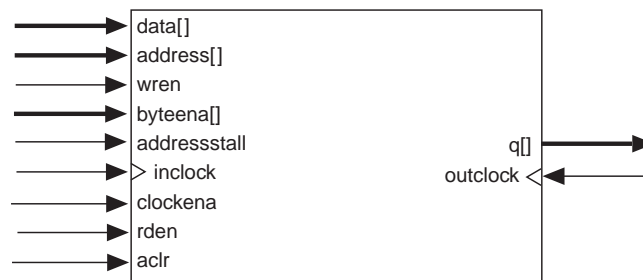 data[]
address[]
wren
byteena[]
addressstall
inclock
clockena
rden
aclr
q[]
outclock